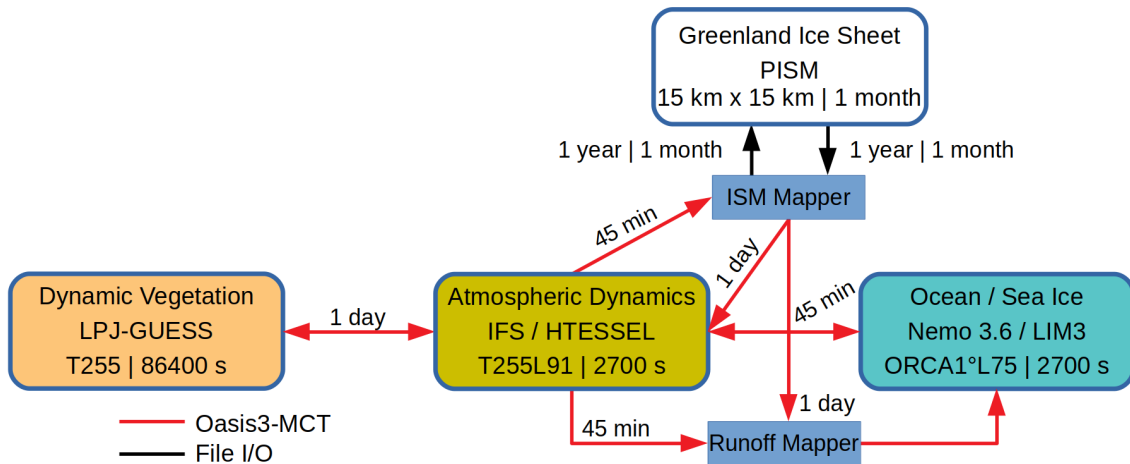 Greenland Ice Sheet
PISM
15 km x 15 km | 1 month
1 year | 1 month
1 year | 1 month
ISM Mapper
45 min
1 day
Dynamic Vegetation
LPJ-GUESS
T255 | 86400 s
1 day
Atmospheric Dynamics
IFS / HTESSEL
T255L91 | 2700 s
45 min
Ocean / Sea Ice
Nemo 3.6 / LIM3
ORCA1°L75 | 2700 s
1 day
45 min
Runoff Mapper
Oasis3-MCT
File I/O